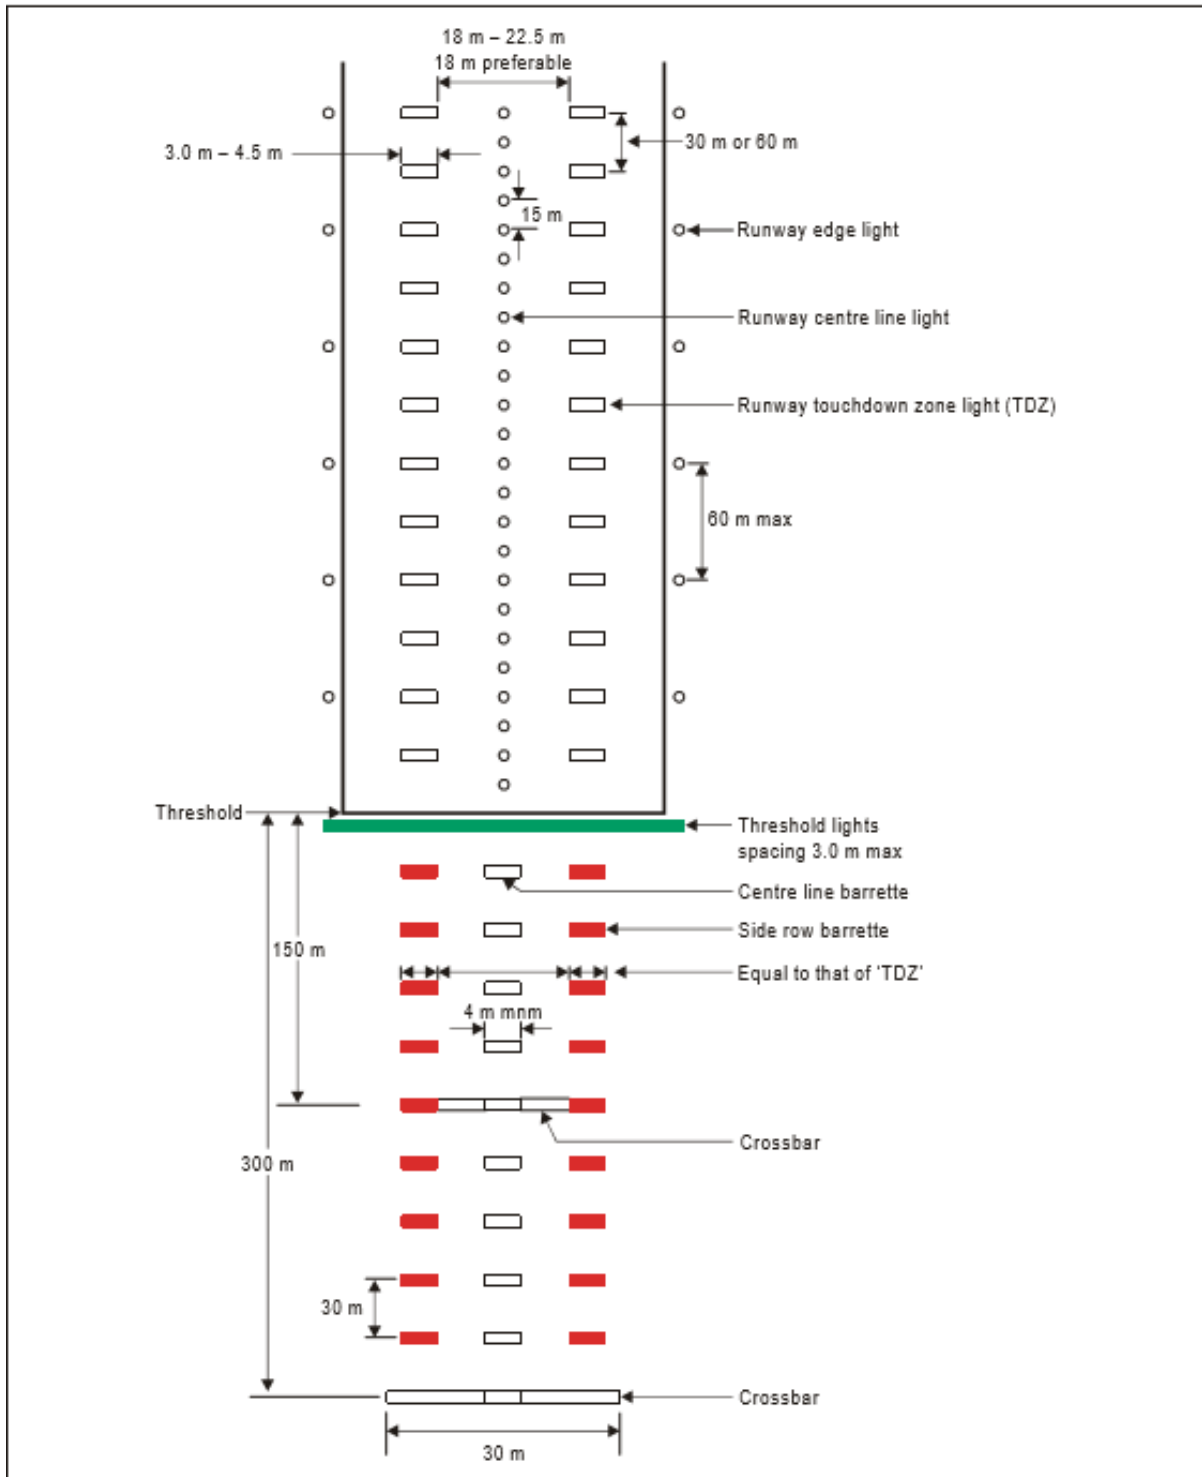 18 m – 22.5 m
18 m preferable
3.0 m – 4.5 m
30 m or 60 m
15 m
Runway edge light
Runway centre line light
Runway touchdown zone light (TDZ)
60 m max
Threshold
Threshold lights
spacing 3.0 m max
Centre line barrette
Side row barrette
150 m
Equal to that of 'TDZ'
4 m mnm
Crossbar
300 m
30 m
Crossbar
30 m